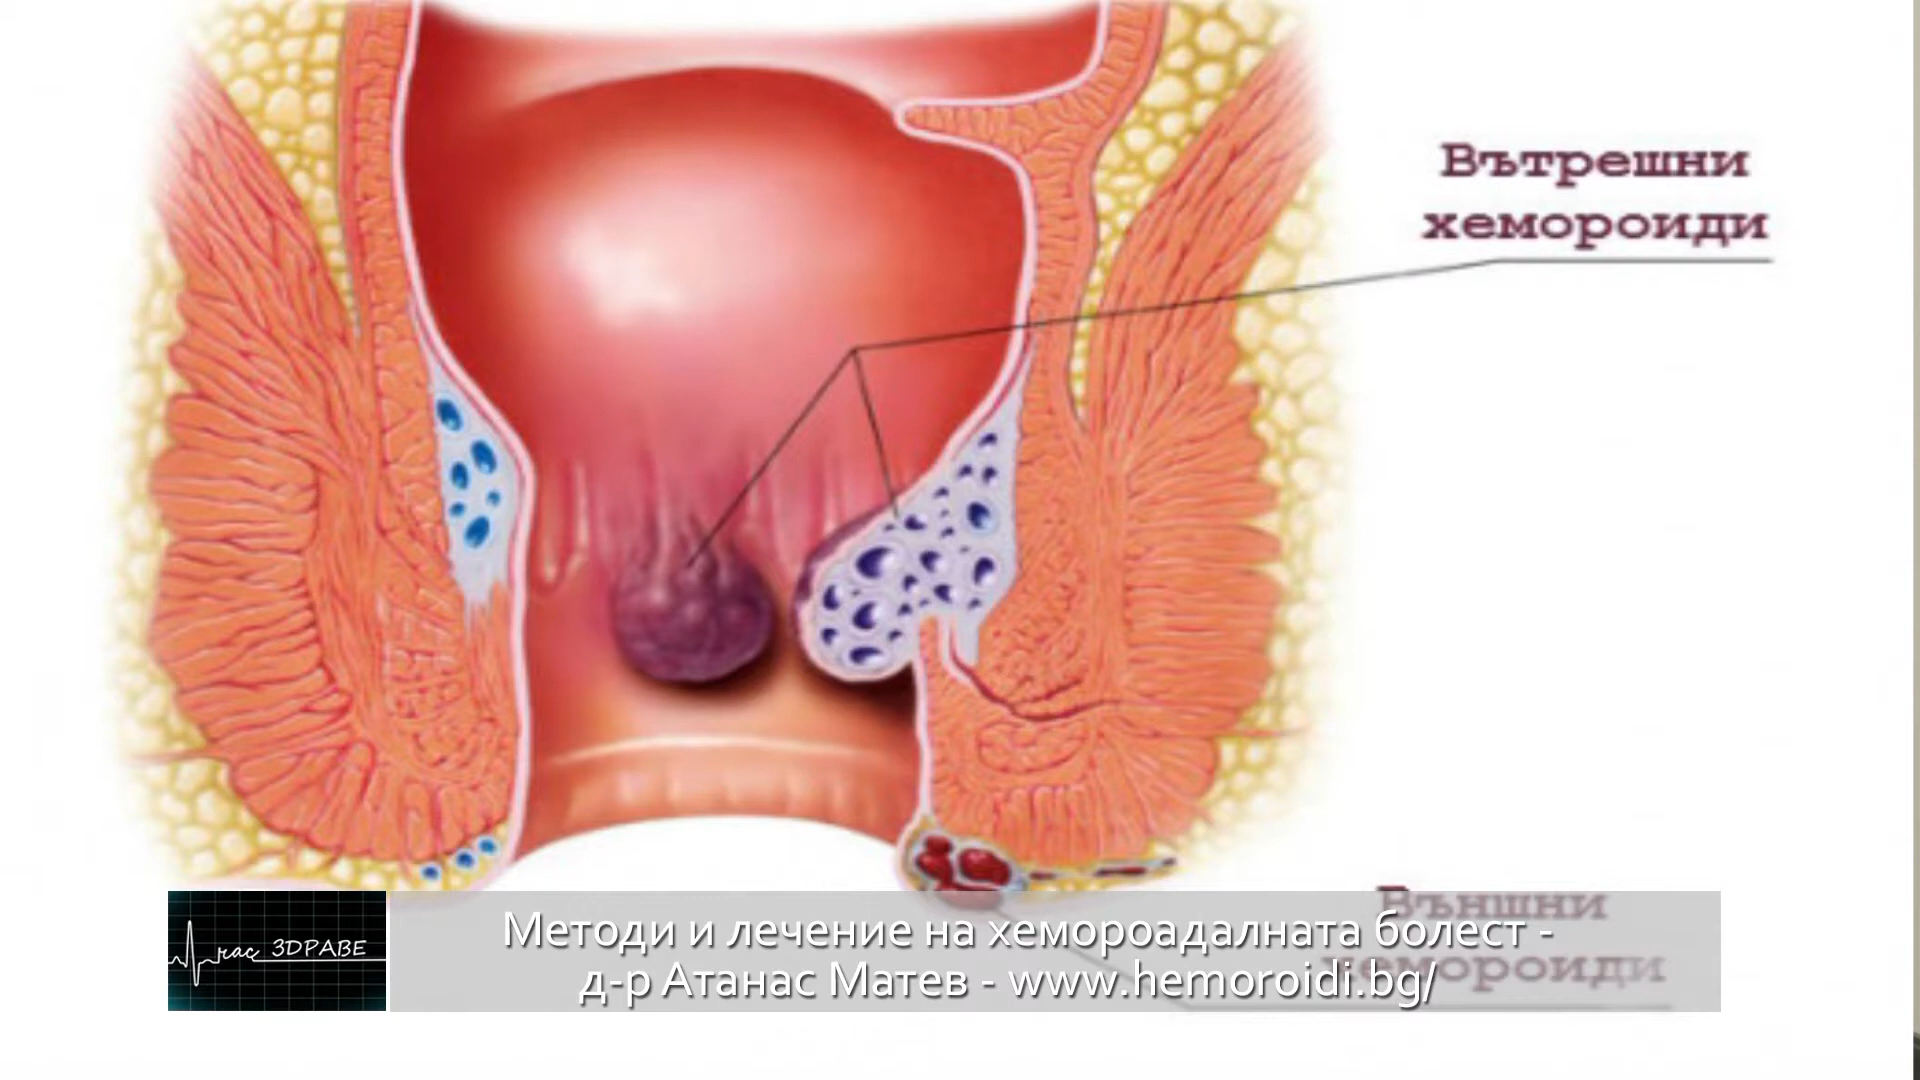 Вътрешни
хемороиди
Външни
хемороиди
час ЗДРАВЕ
Методи и лечение на хемороадалната болест -
д-р Атанас Матев - www.hemoroidi.bg/